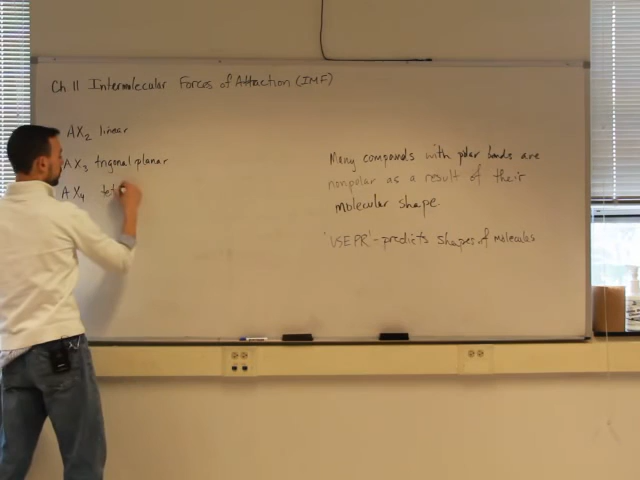 Ch 11 Intermolecular Forces of Attraction (IMF)
AX2 linear
AX3 trigonal planar
AX4 tet
Many compounds with polar bonds are
nonpolar as a result of their
molecular shape.
'VSEPR' - predicts shapes of molecules